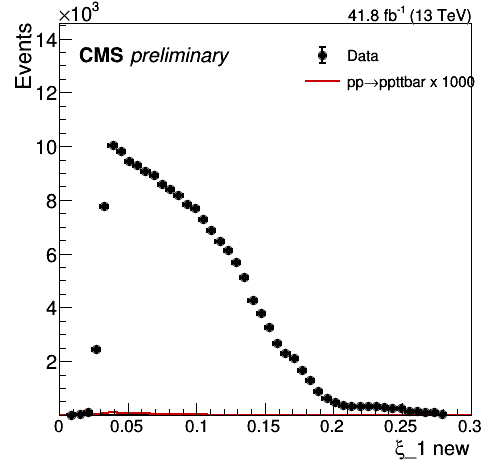 ×10³
41.8 fb⁻¹ (13 TeV)
Events
CMS preliminary
Data
pp→ppttbar x 1000
14
12
10
8
6
4
2
0 0.05 0.1 0.15 0.2 0.25 0.3
ξ_1 new